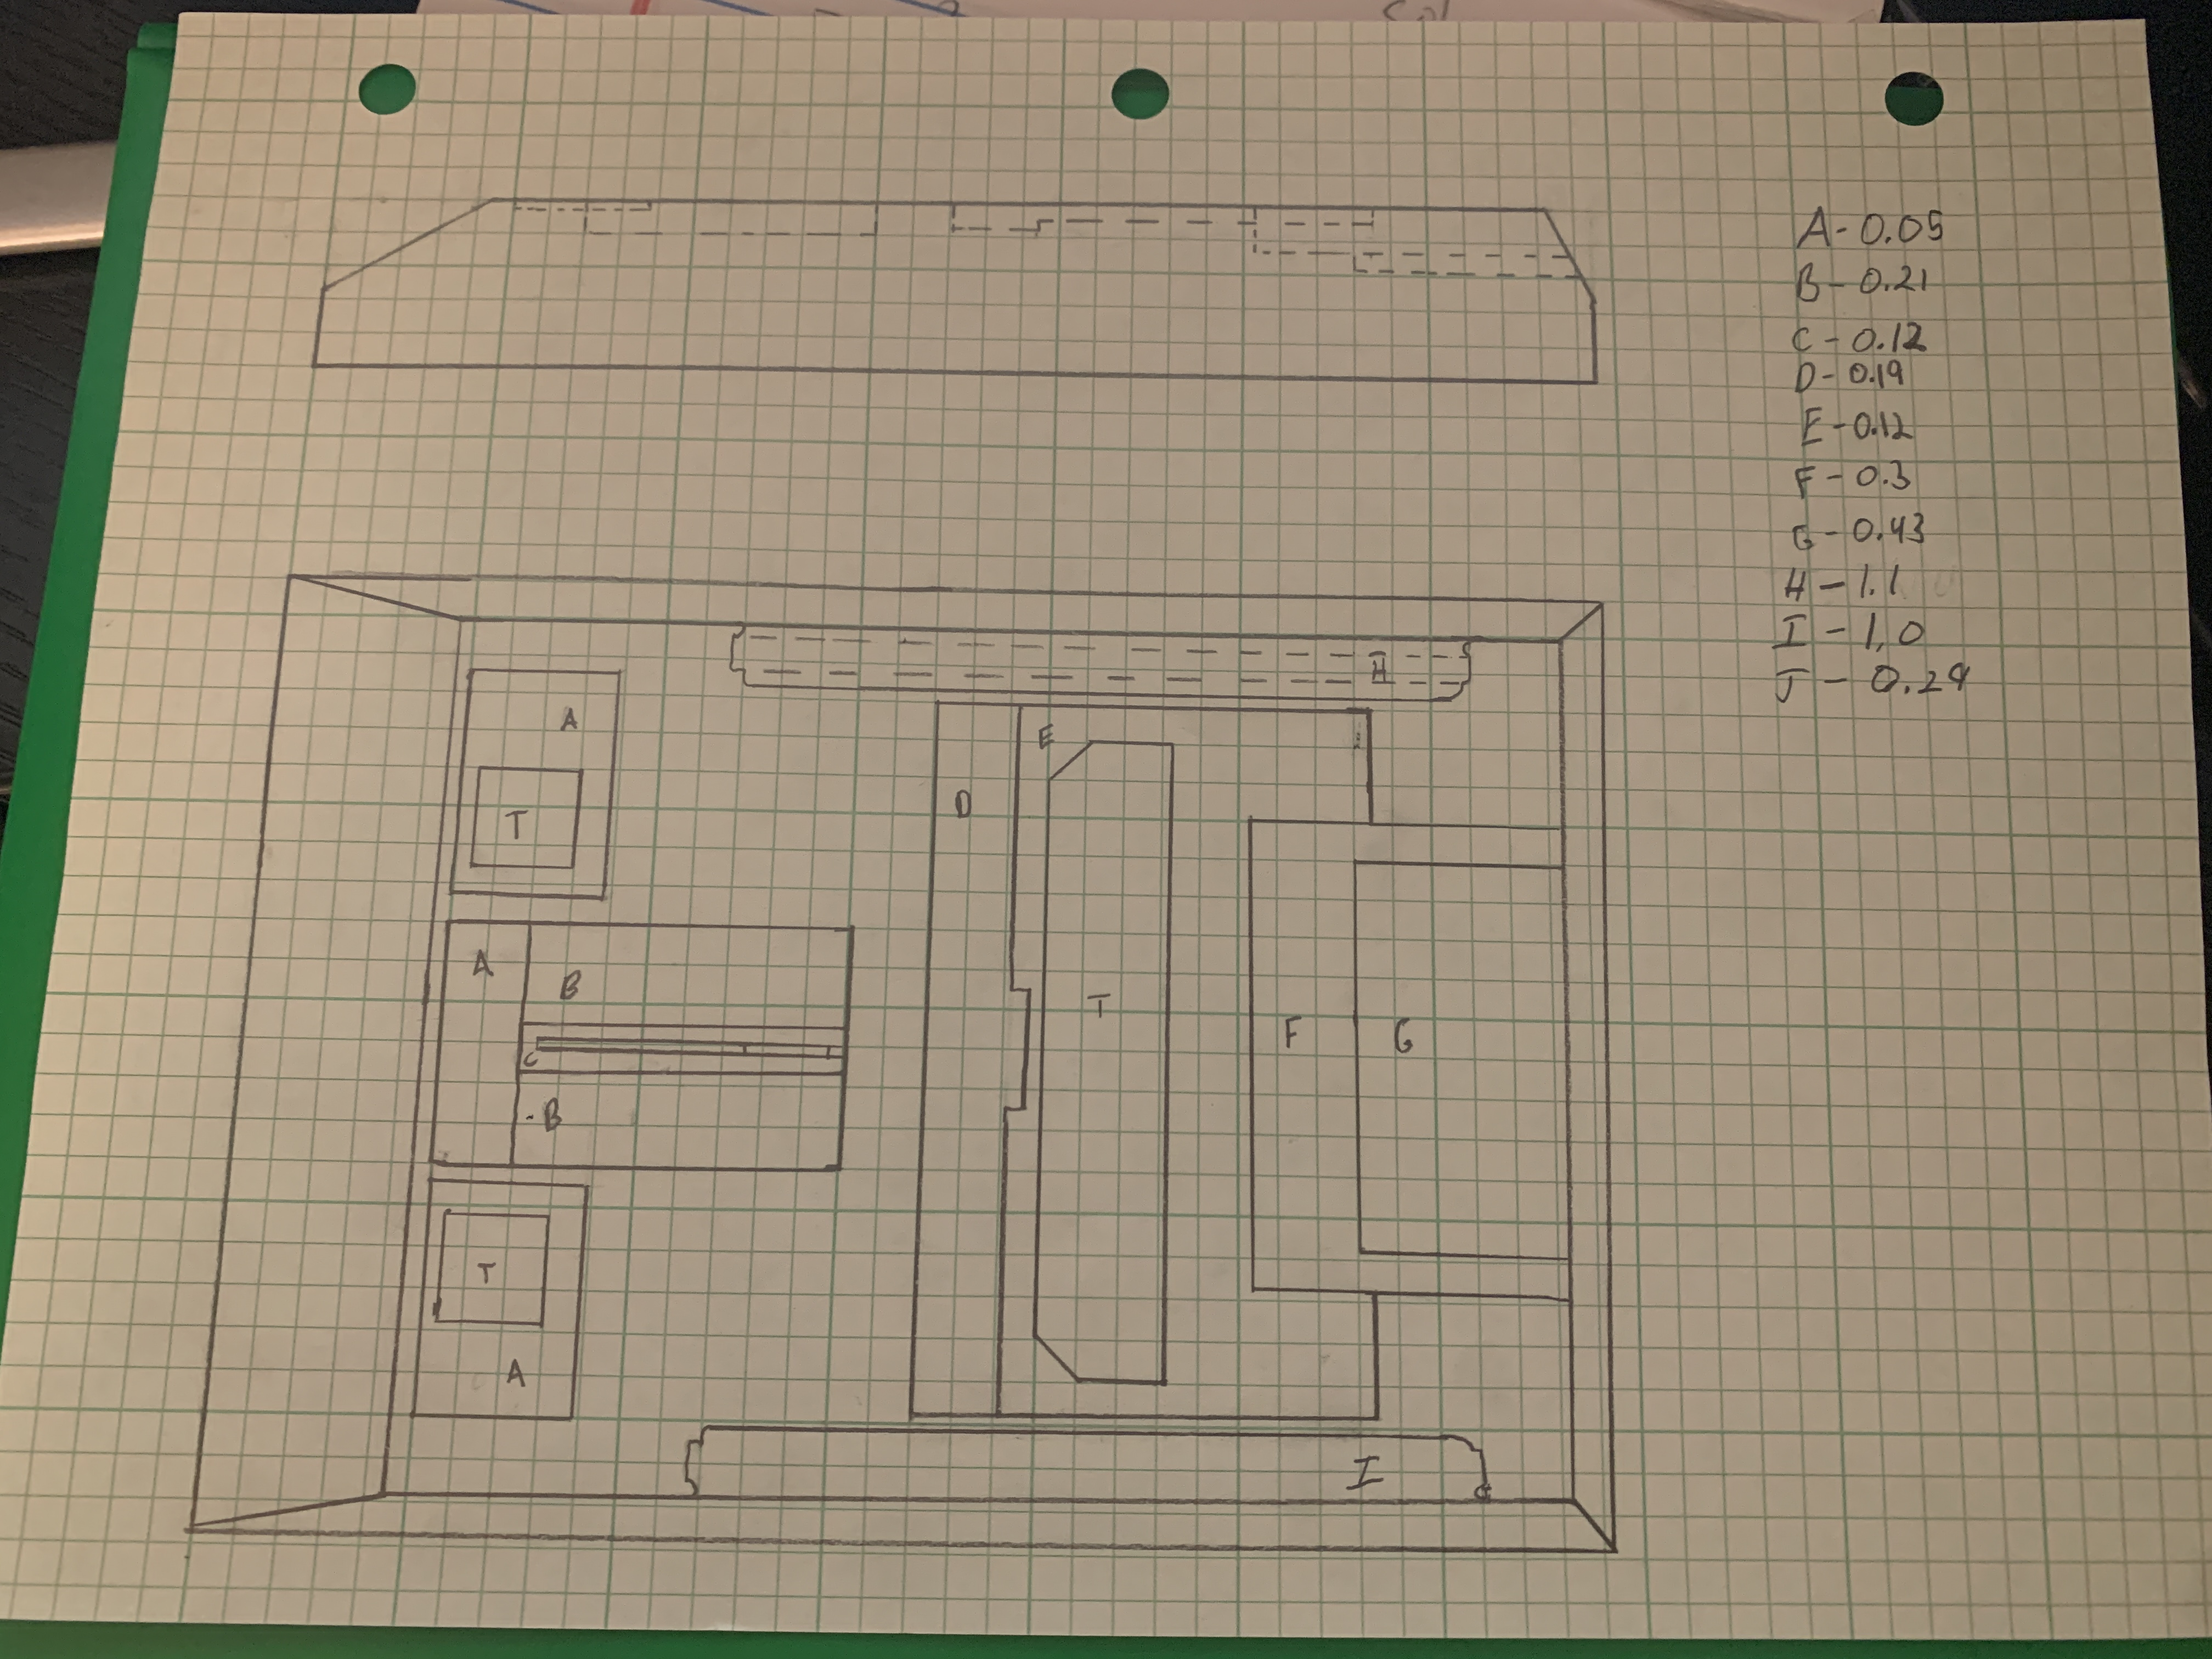 A-0.05
B-0.21
C-0.12
D-0.19
E-0.12
F-0.3
G-0.43
H-1.1
I-1.0
J-0.29
H
A
E
T
D
A
B
T
F
G
C
B
T
A
I